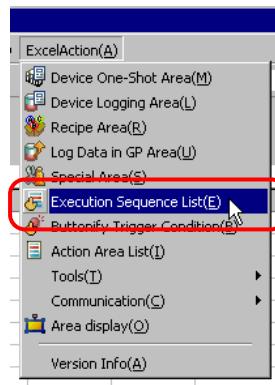 ExcelAction(A)
Device One-Shot Area(M)
Device Logging Area(L)
Recipe Area(R)
Log Data in GP Area(U)
Special Area(S)
Execution Sequence List(E)
Buttonify Trigger Condition(B)
Action Area List(I)
Tools(T)
Communication(C)
Area display(O)
Version Info(A)